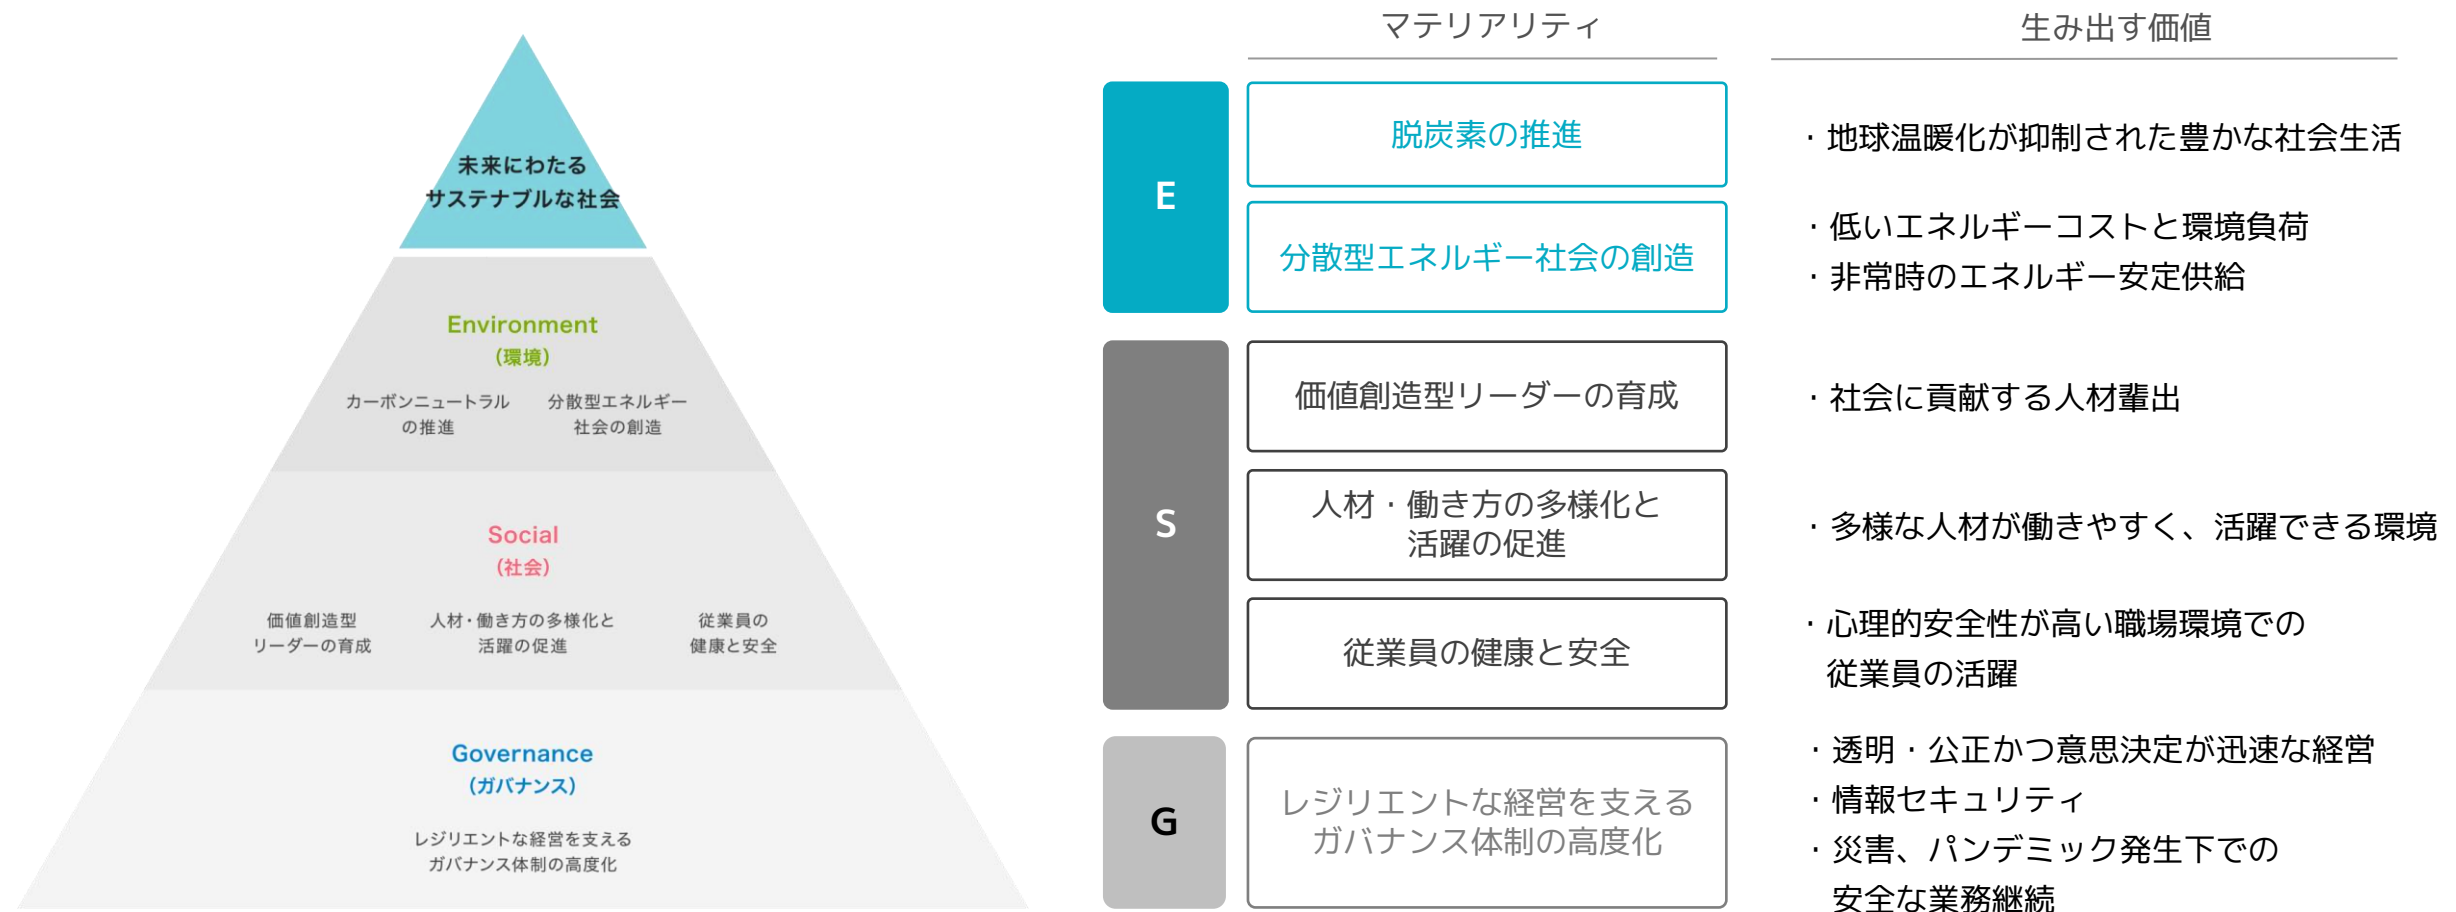 未来にわたる
サステナブルな社会
Environment
（環境）
カーボンニュートラル
の推進
分散型エネルギー
社会の創造
Social
（社会）
価値創造型
リーダーの育成
人材・働き方の多様化と
活躍の促進
従業員の
健康と安全
Governance
（ガバナンス）
レジリエントな経営を支える
ガバナンス体制の高度化
マテリアリティ
生み出す価値
E
脱炭素の推進
・地球温暖化が抑制された豊かな社会生活
分散型エネルギー社会の創造
・低いエネルギーコストと環境負荷
・非常時のエネルギー安定供給
S
価値創造型リーダーの育成
・社会に貢献する人材輩出
人材・働き方の多様化と
活躍の促進
・多様な人材が働きやすく、活躍できる環境
従業員の健康と安全
・心理的安全性が高い職場環境での
従業員の活躍
G
レジリエントな経営を支える
ガバナンス体制の高度化
・透明・公正かつ意思決定が迅速な経営
・情報セキュリティ
・災害、パンデミック発生下での
安全な業務継続